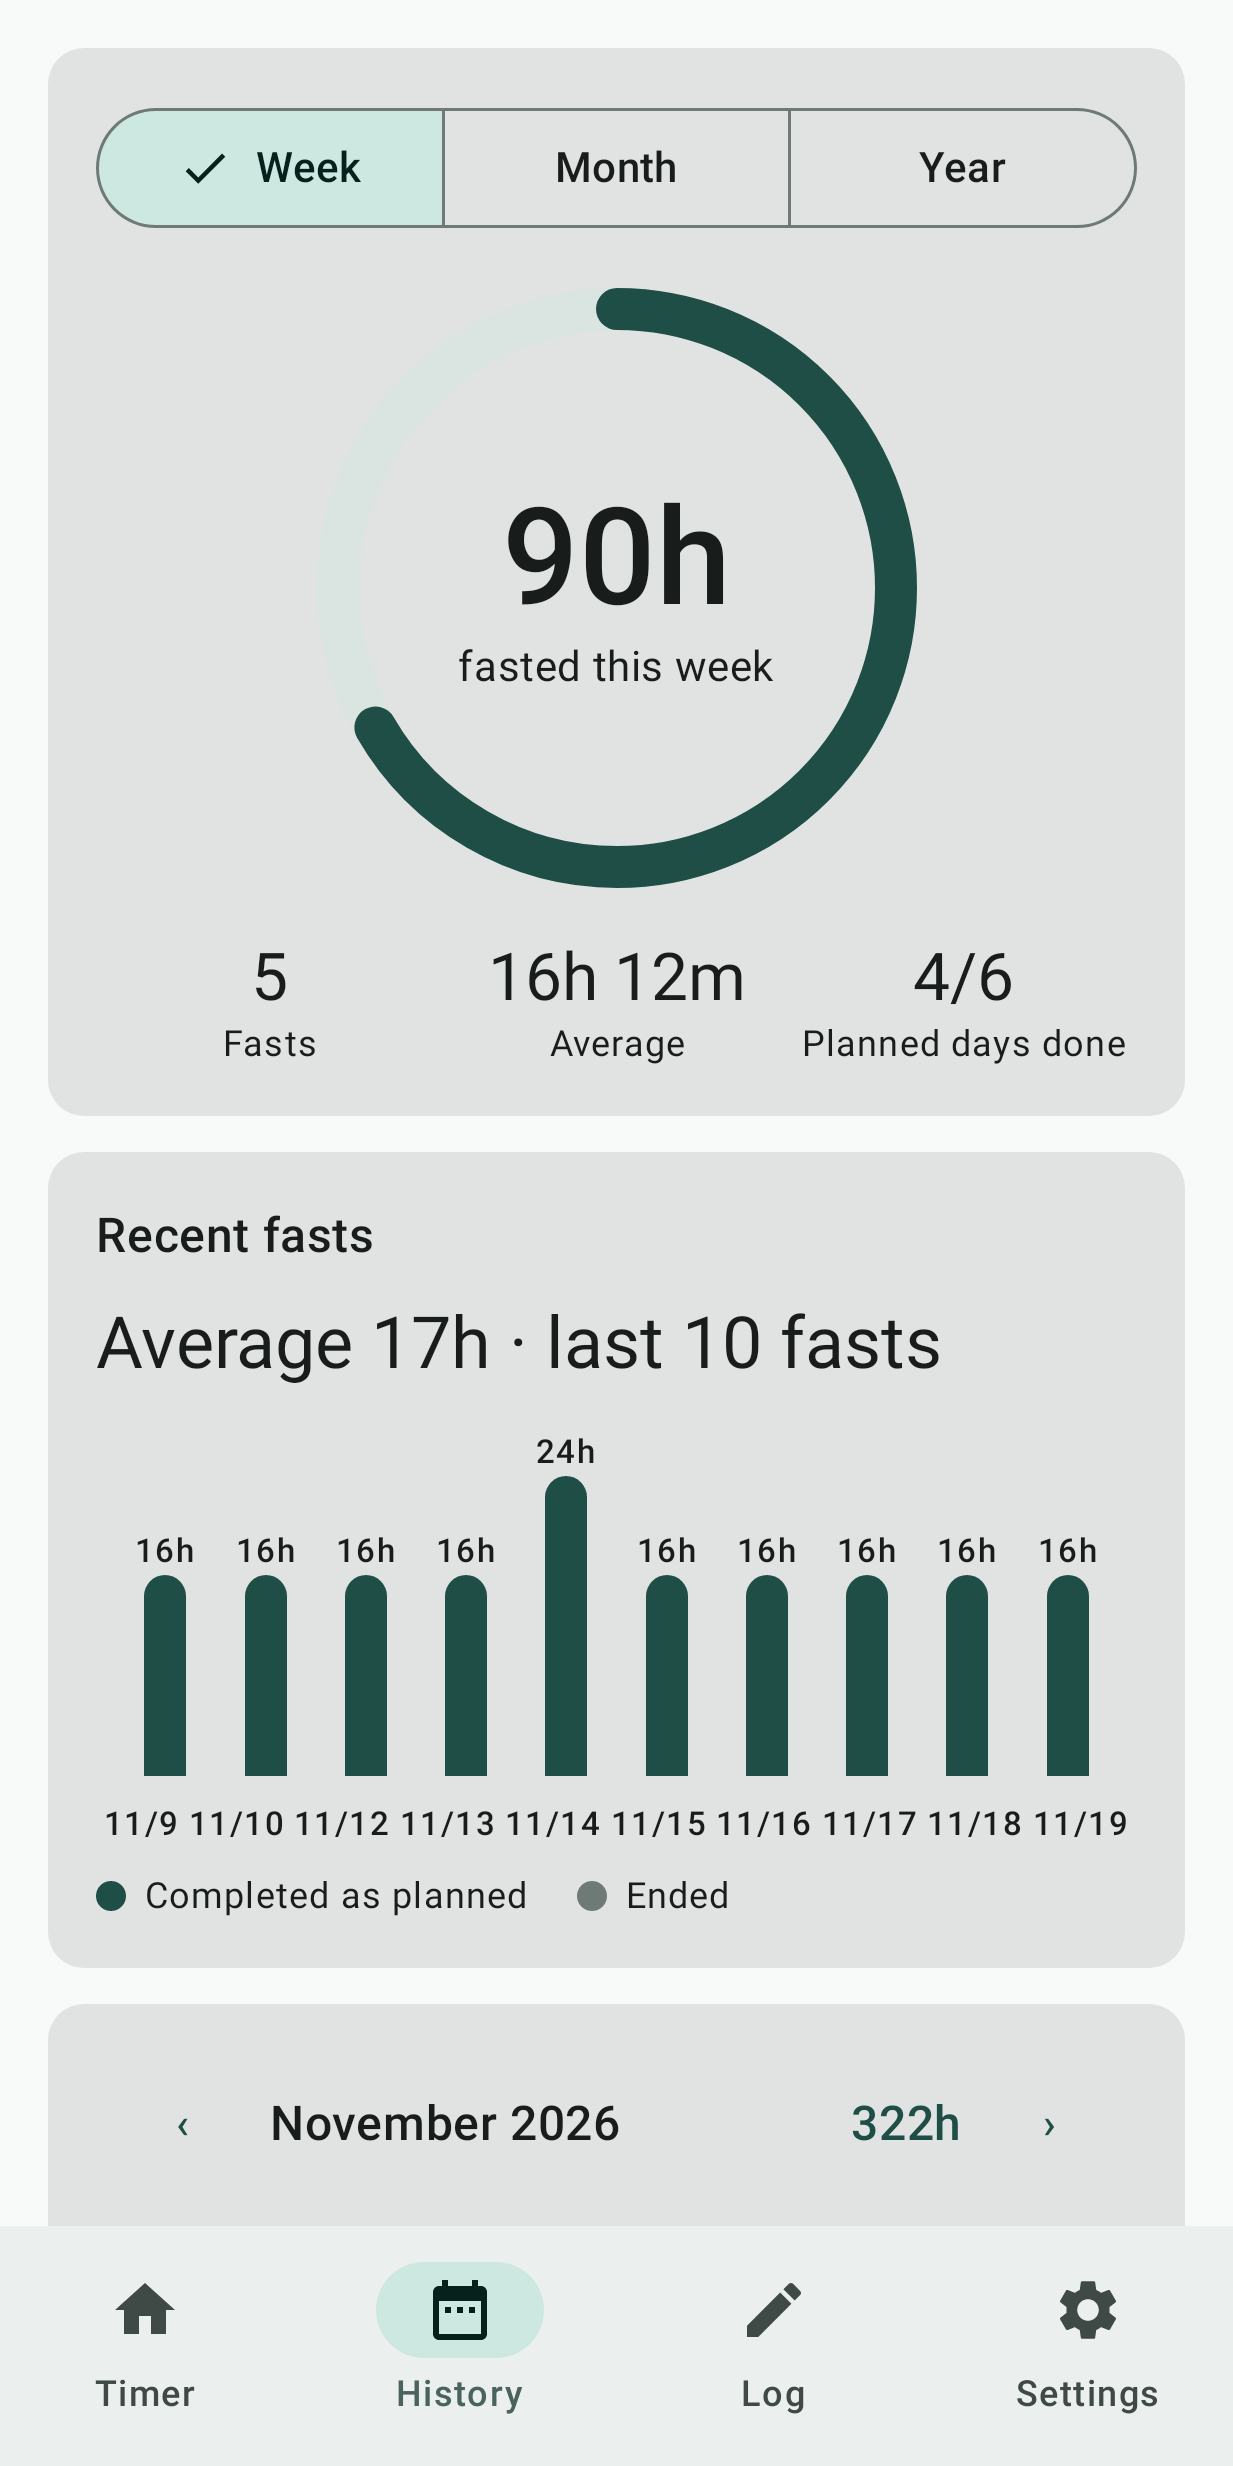 Week Month Year
90h
fasted this week
5 16h 12m 4/6
Fasts Average Planned days done
Recent fasts
Average 17h · last 10 fasts
24h
16h 16h 16h 16h 16h 16h 16h 16h 16h
11/9 11/10 11/12 11/13 11/14 11/15 11/16 11/17 11/18 11/19
Completed as planned Ended
‹ November 2026 322h ›
Timer History Log Settings